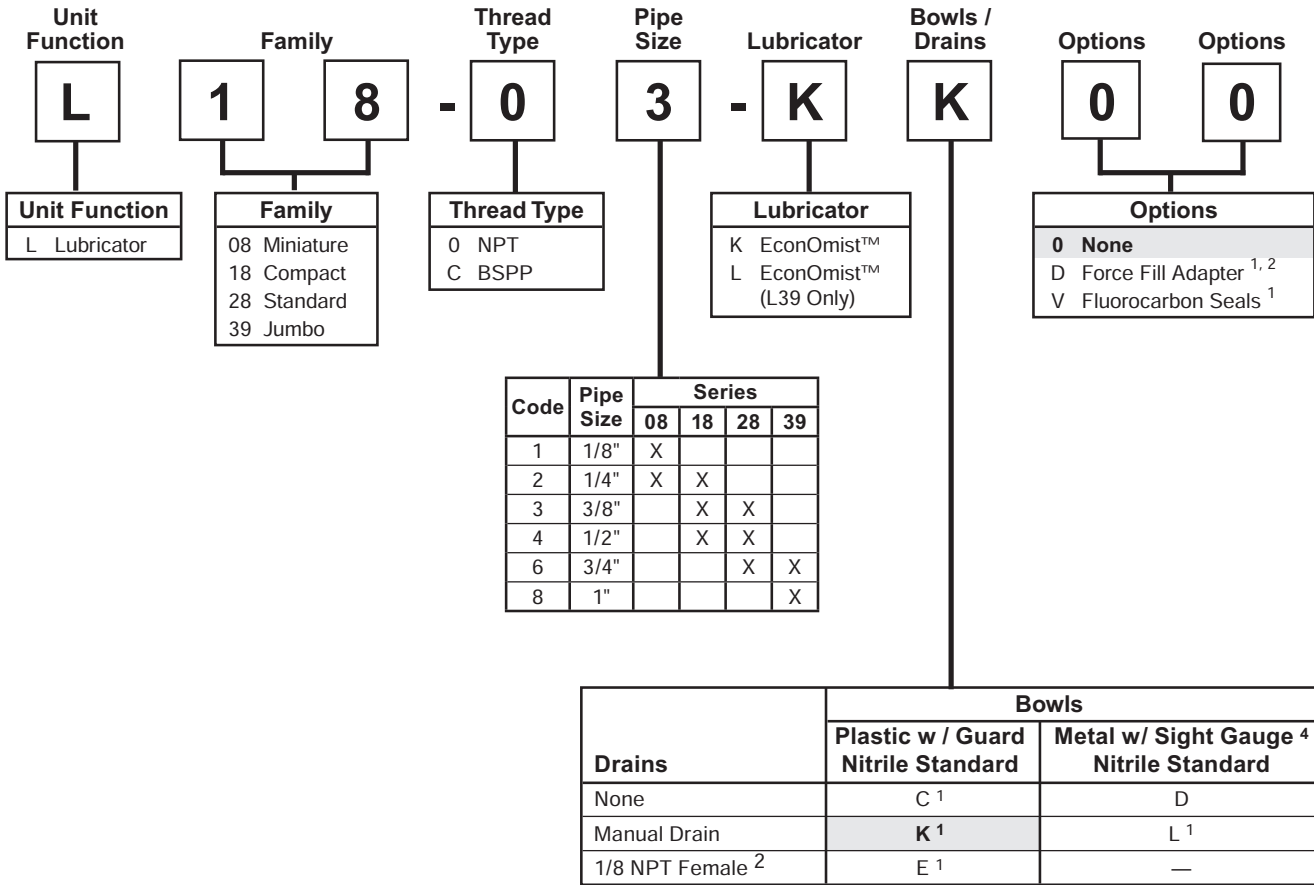 Unit Function Family Thread Type Pipe Size Lubricator Bowls / Drains Options Options
L 1 8 - 0 3 - K K 0 0
Unit Function
L Lubricator
Family
08 Miniature
18 Compact
28 Standard
39 Jumbo
Thread Type
0 NPT
C BSPP
Lubricator
K EconOmist™
L EconOmist™
(L39 Only)
Options
0 None
D Force Fill Adapter 1, 2
V Fluorocarbon Seals 1
Code Pipe Size Series
08 18 28 39
1 1/8" X
2 1/4" X X
3 3/8" X X
4 1/2" X X
6 3/4" X X
8 1" X
Bowls
Drains Plastic w / Guard Nitrile Standard Metal w/ Sight Gauge 4 Nitrile Standard
None C 1 D
Manual Drain K 1 L 1
1/8 NPT Female 2 E 1 —